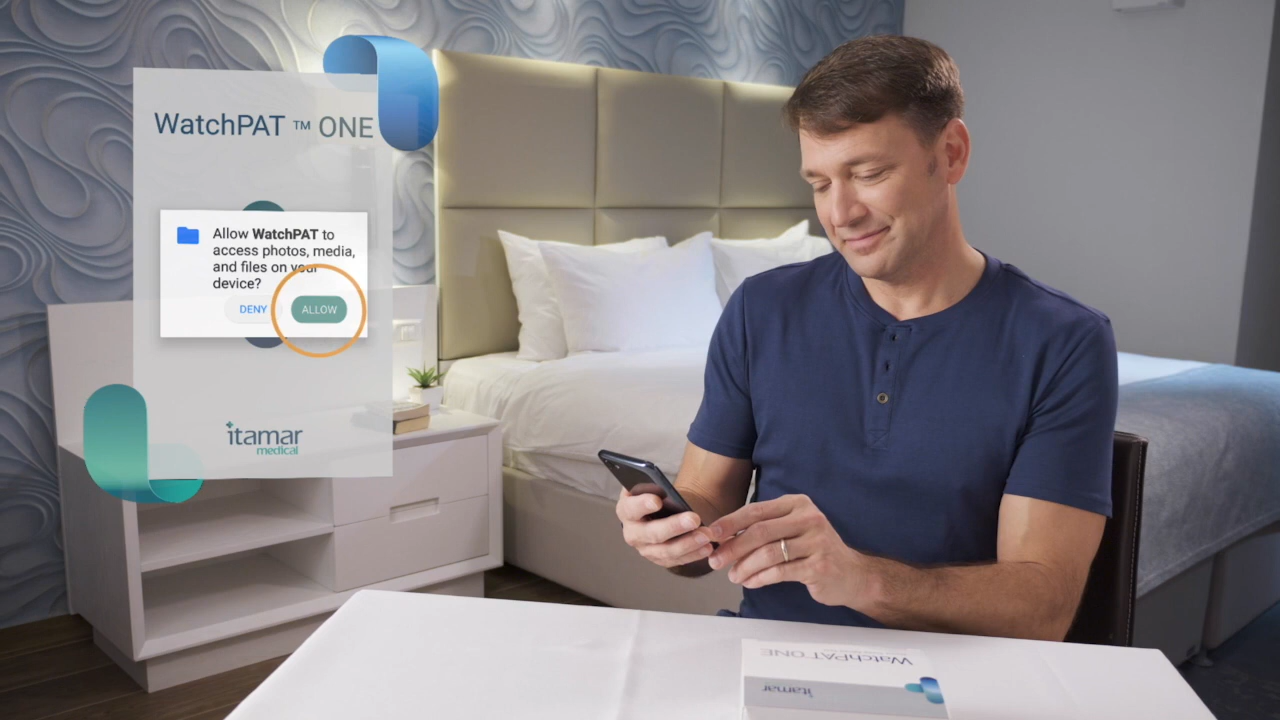 WatchPAT ™ ONE
Allow WatchPAT to
access photos, media,
and files on your
device?
DENY ALLOW
itamar
medical
WatchPAT ONE
itamar